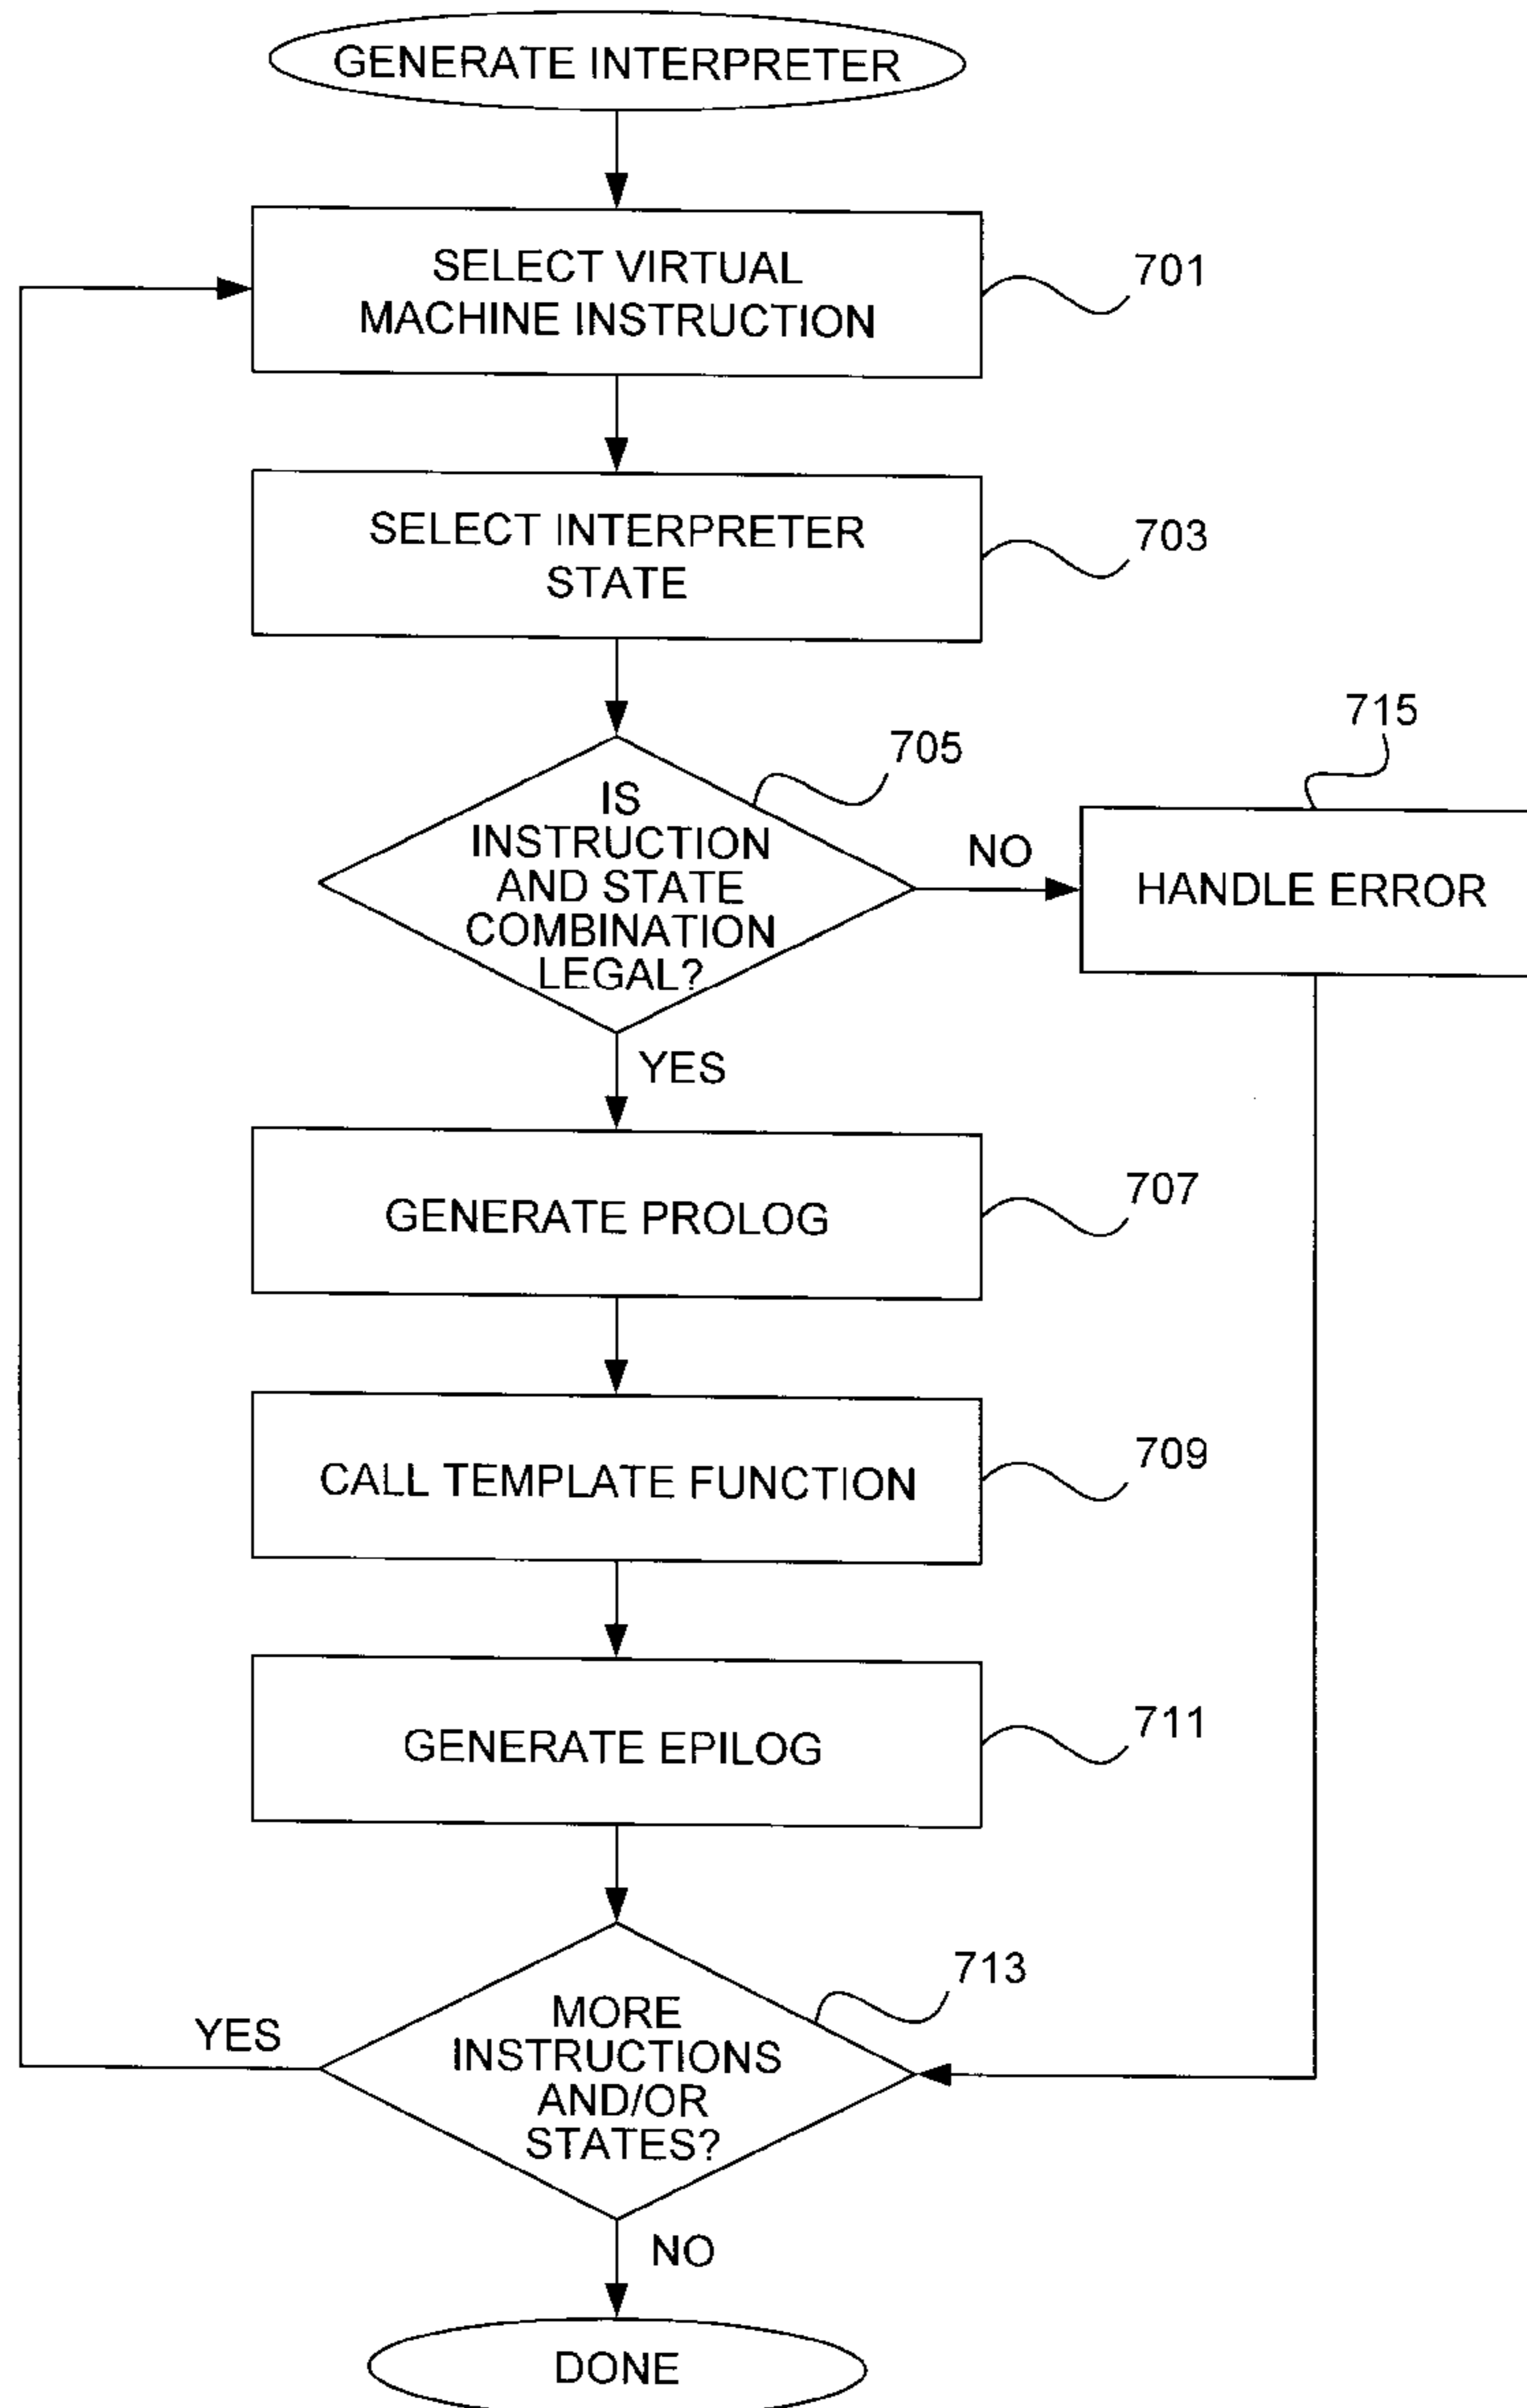 GENERATE INTERPRETER
SELECT VIRTUAL
MACHINE INSTRUCTION
701
SELECT INTERPRETER
STATE
703
705
IS
INSTRUCTION
AND STATE
COMBINATION
LEGAL?
NO
715
HANDLE ERROR
YES
GENERATE PROLOG
707
CALL TEMPLATE FUNCTION
709
GENERATE EPILOG
711
713
MORE
INSTRUCTIONS
AND/OR
STATES?
YES
NO
DONE